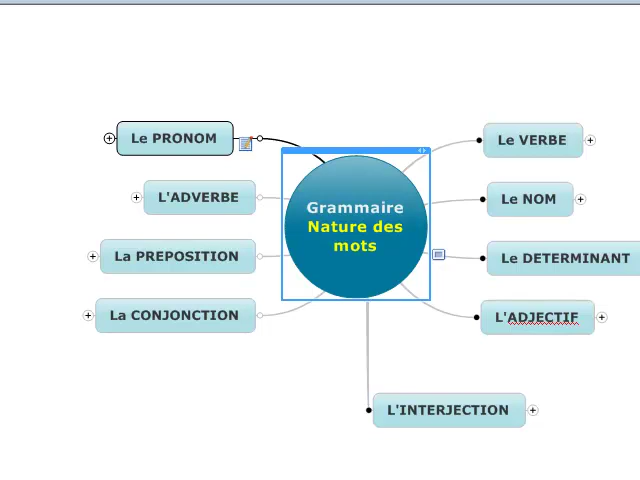 Grammaire
Nature des
mots
Le PRONOM
L'ADVERBE
La PREPOSITION
La CONJONCTION
Le VERBE
Le NOM
Le DETERMINANT
L'ADJECTIF
L'INTERJECTION